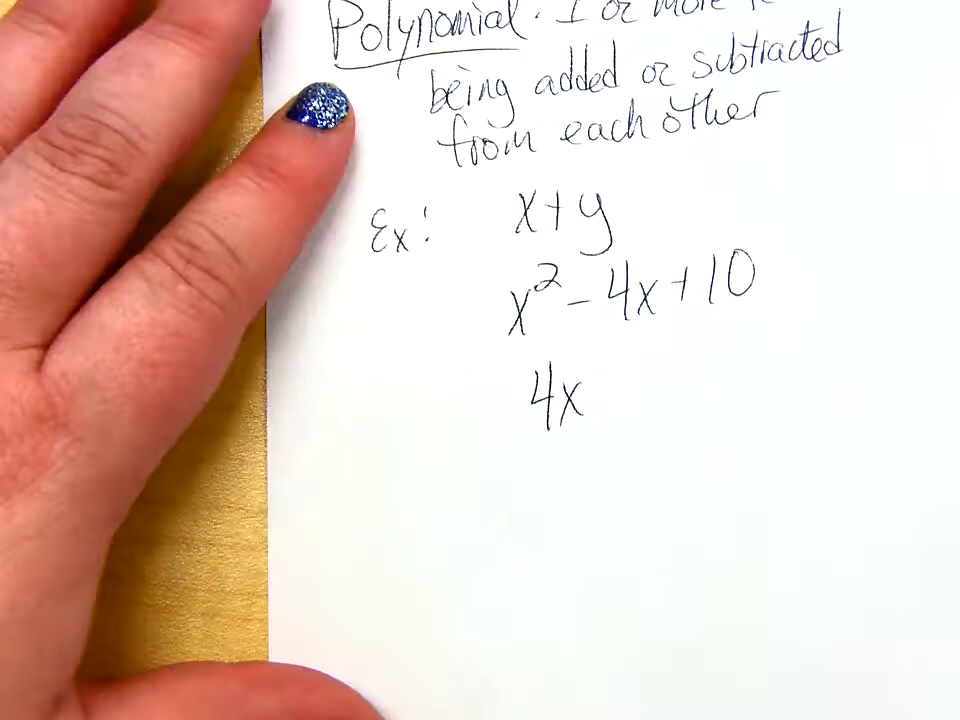 Polynomial. 1 or more
being added or subtracted
from each other
Ex: x+y
x² - 4x + 10
4x